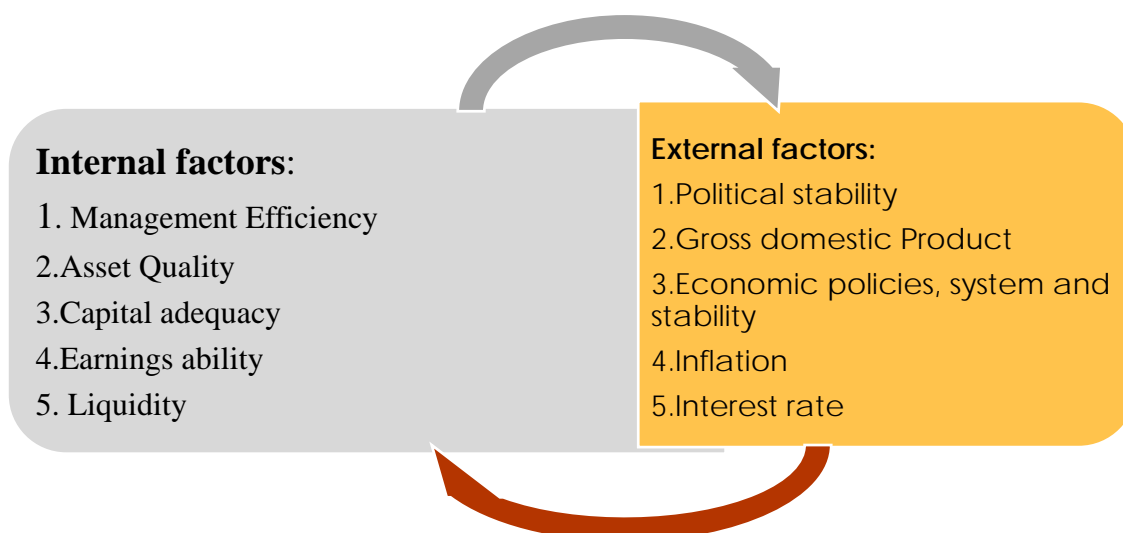 Internal factors:
1. Management Efficiency
2.Asset Quality
3.Capital adequacy
4.Earnings ability
5. Liquidity
External factors:
1.Political stability
2.Gross domestic Product
3.Economic policies, system and
stability
4.Inflation
5.Interest rate